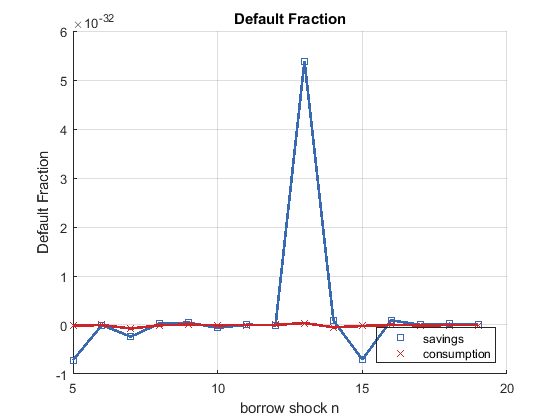 Default Fraction
×10-32
6
5
4
3
2
1
0
-1
Default Fraction
5
10
15
20
borrow shock n
savings
consumption